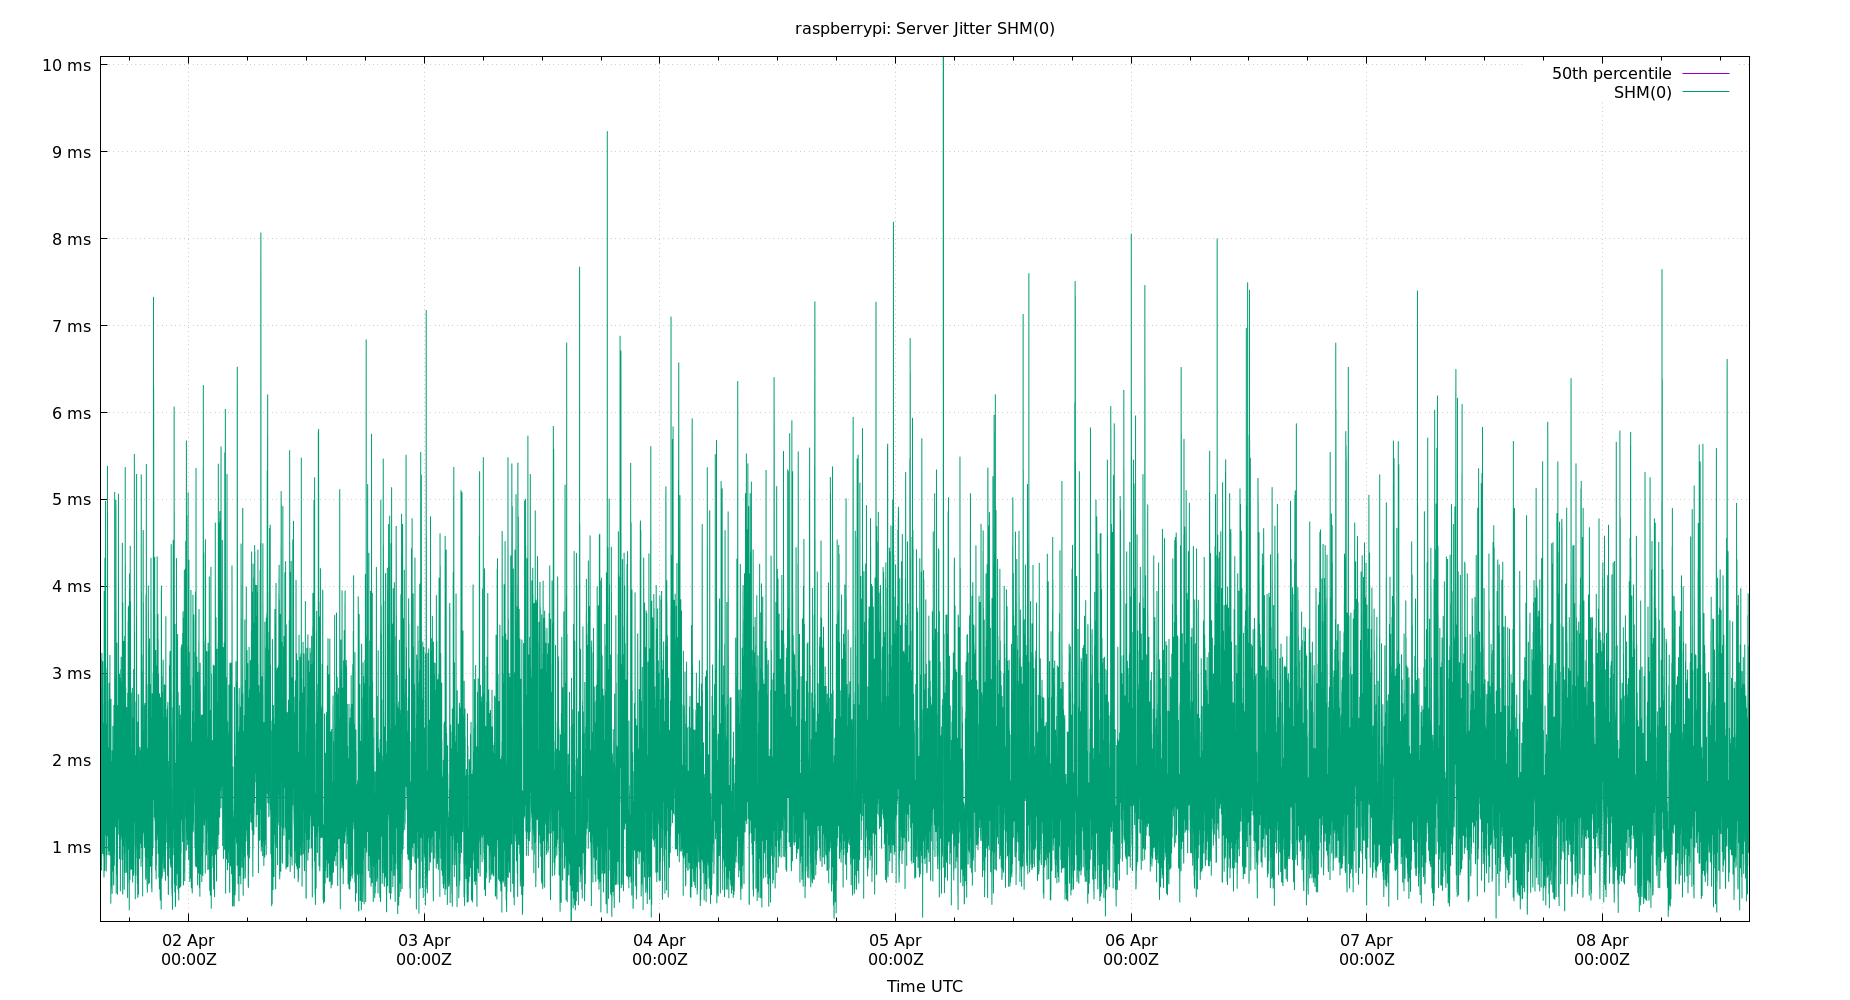 raspberrypi: Server Jitter SHM(0)
10 ms
50th percentile
SHM(0)
9 ms
8 ms
7 ms
6 ms
5 ms
4 ms
3 ms
2 ms
1 ms
02 Apr 03 Apr 04 Apr 05 Apr 06 Apr 07 Apr 08 Apr
00:00Z 00:00Z 00:00Z 00:00Z 00:00Z 00:00Z 00:00Z
Time UTC